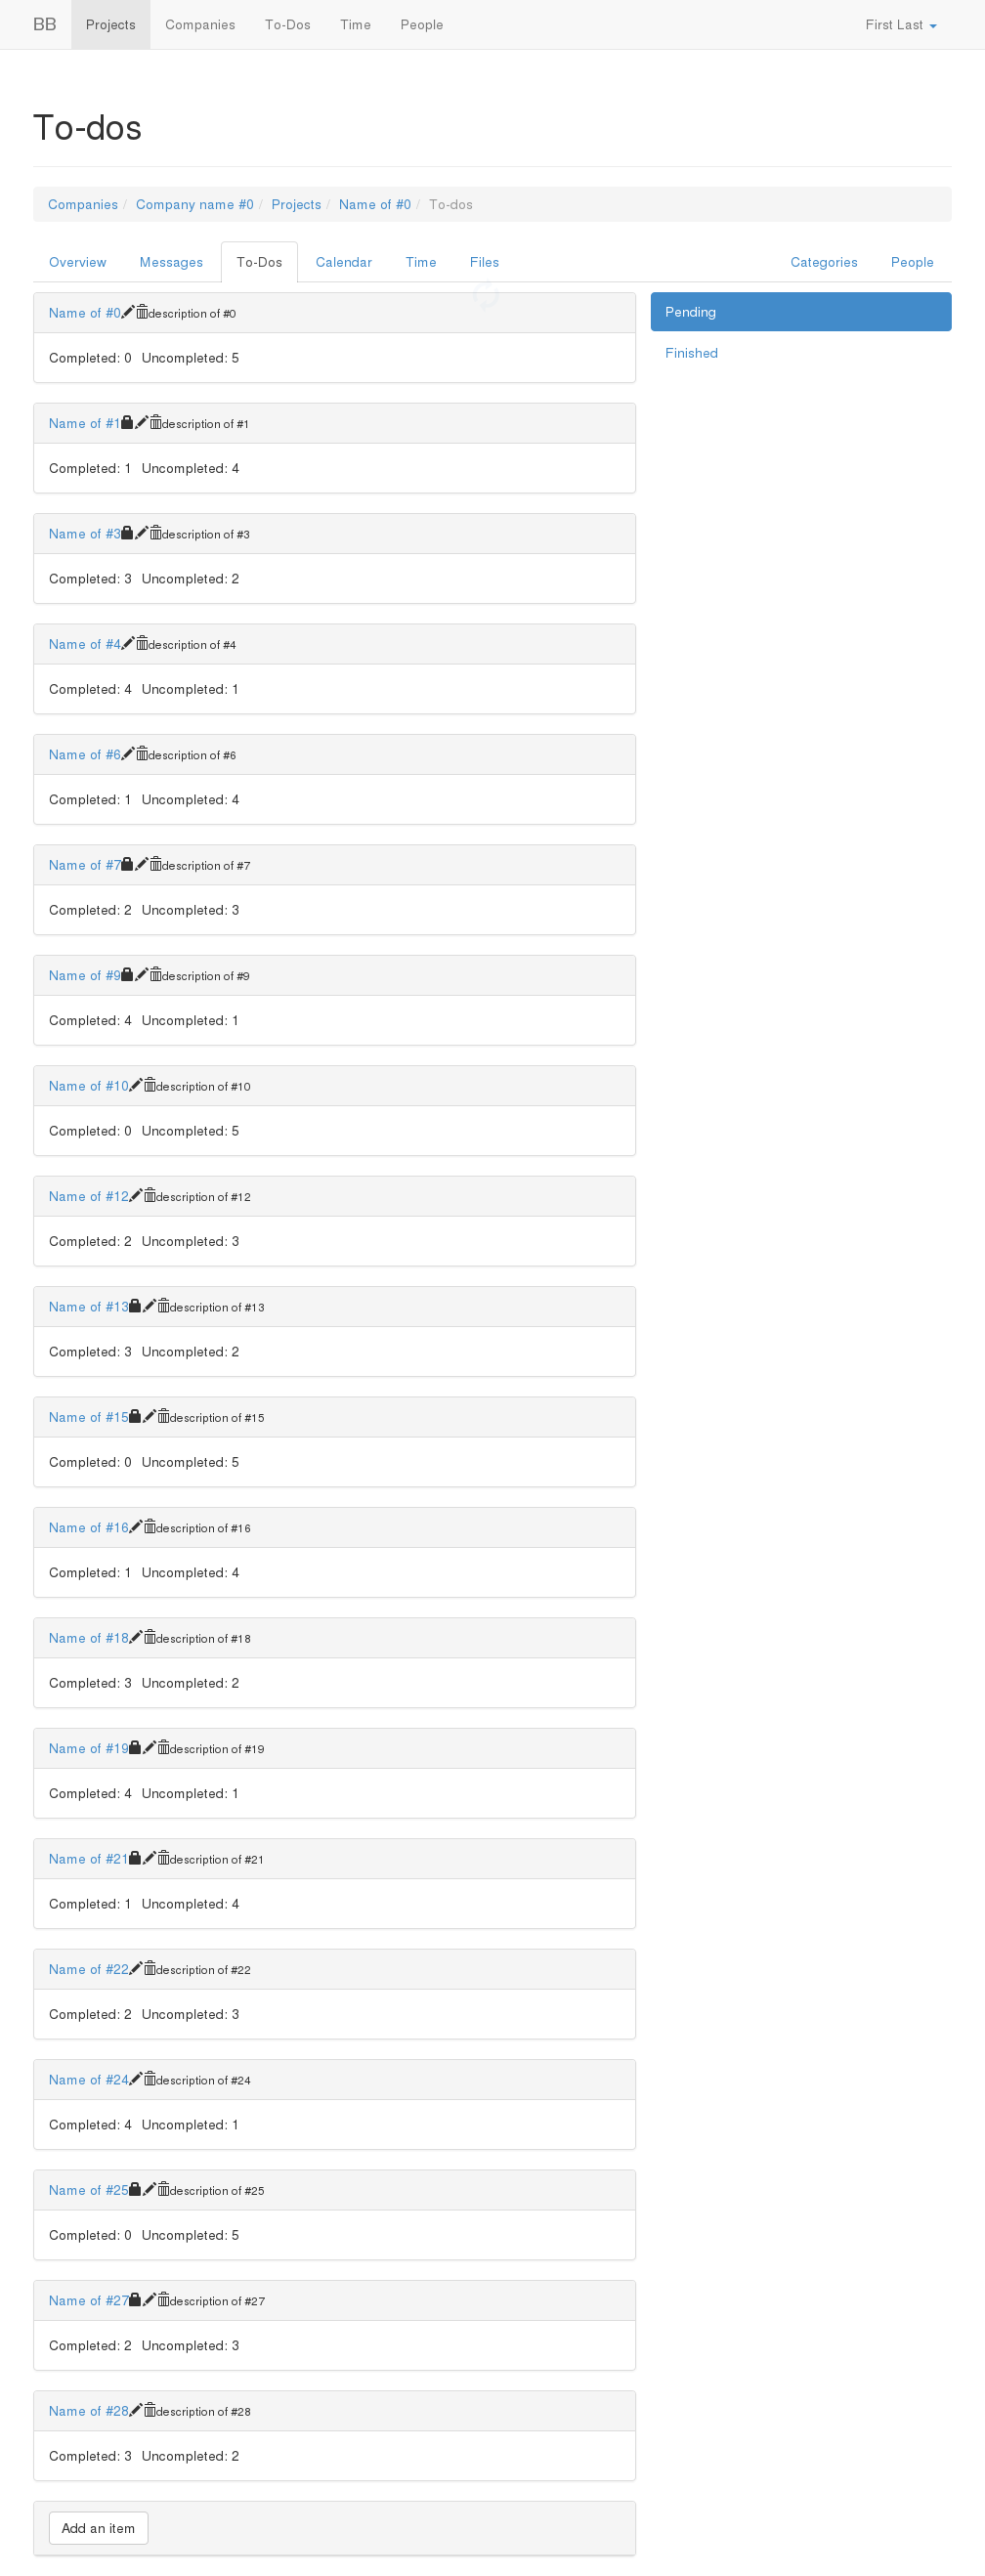 BB Projects Companies To-Dos Time People First Last
To-dos
Companies / Company name #0 / Projects / Name of #0 / To-dos
Overview Messages To-Dos Calendar Time Files Categories People
Name of #0 description of #0
Pending
Completed: 0 Uncompleted: 5
Finished
Name of #1 description of #1
Completed: 1 Uncompleted: 4
Name of #3 description of #3
Completed: 3 Uncompleted: 2
Name of #4 description of #4
Completed: 4 Uncompleted: 1
Name of #6 description of #6
Completed: 1 Uncompleted: 4
Name of #7 description of #7
Completed: 2 Uncompleted: 3
Name of #9 description of #9
Completed: 4 Uncompleted: 1
Name of #10 description of #10
Completed: 0 Uncompleted: 5
Name of #12 description of #12
Completed: 2 Uncompleted: 3
Name of #13 description of #13
Completed: 3 Uncompleted: 2
Name of #15 description of #15
Completed: 0 Uncompleted: 5
Name of #16 description of #16
Completed: 1 Uncompleted: 4
Name of #18 description of #18
Completed: 3 Uncompleted: 2
Name of #19 description of #19
Completed: 4 Uncompleted: 1
Name of #21 description of #21
Completed: 1 Uncompleted: 4
Name of #22 description of #22
Completed: 2 Uncompleted: 3
Name of #24 description of #24
Completed: 4 Uncompleted: 1
Name of #25 description of #25
Completed: 0 Uncompleted: 5
Name of #27 description of #27
Completed: 2 Uncompleted: 3
Name of #28 description of #28
Completed: 3 Uncompleted: 2
Add an item